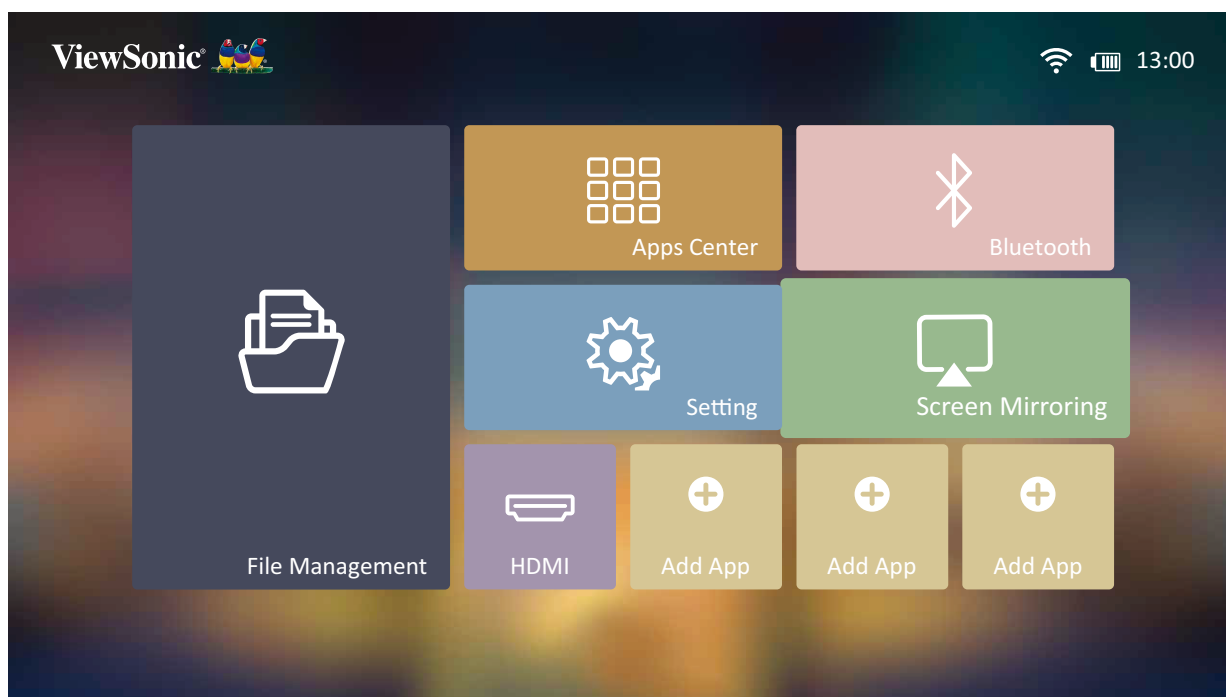 ViewSonic®
13:00
Apps Center
Bluetooth
Setting
Screen Mirroring
File Management
HDMI
Add App
Add App
Add App